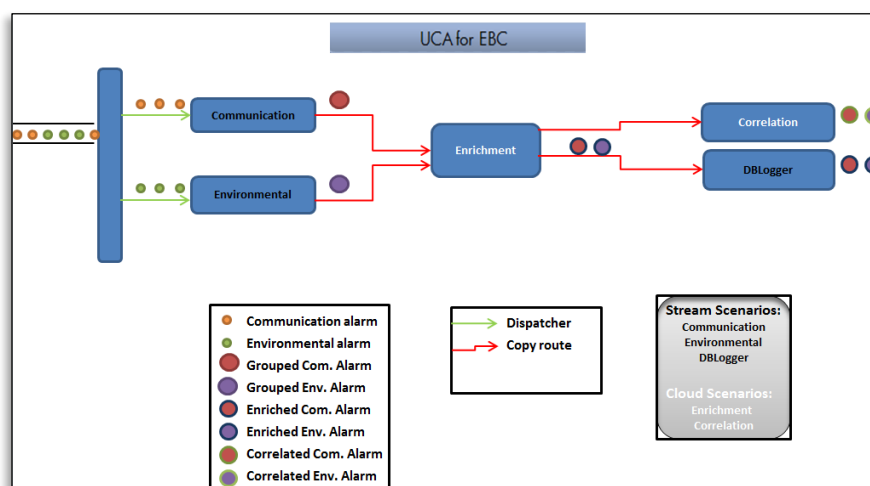 UCA for EBC
Communication
Environmental
Enrichment
Correlation
DBLogger
Communication alarm
Environmental alarm
Grouped Com. Alarm
Grouped Env. Alarm
Enriched Com. Alarm
Enriched Env. Alarm
Correlated Com. Alarm
Correlated Env. Alarm
Dispatcher
Copy route
Stream Scenarios:
Communication
Environmental
DBLogger
Cloud Scenarios:
Enrichment
Correlation